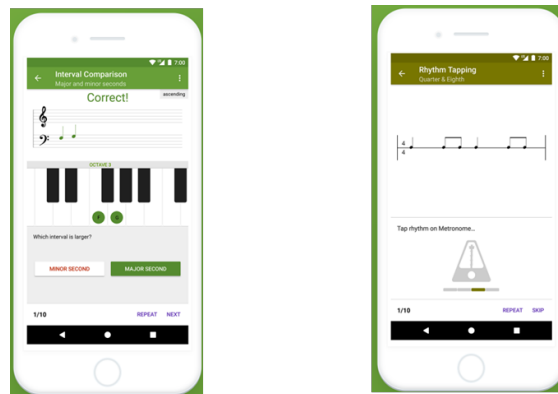 7:00
Interval Comparison
Major and minor seconds
Correct!
ascending
OCTAVE 3
F G
Which interval is larger?
MINOR SECOND MAJOR SECOND
1/10 REPEAT NEXT
7:00
Rhythm Tapping
Quarter & Eighth
4
4
Tap rhythm on Metronome...
1/10 REPEAT SKIP